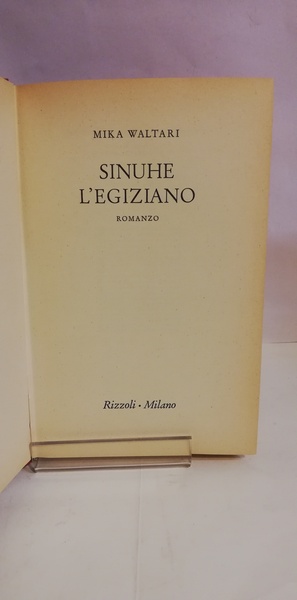 MIKA WALTARI
SINUHE
L'EGIZIANO
ROMANZO
Rizzoli • Milano